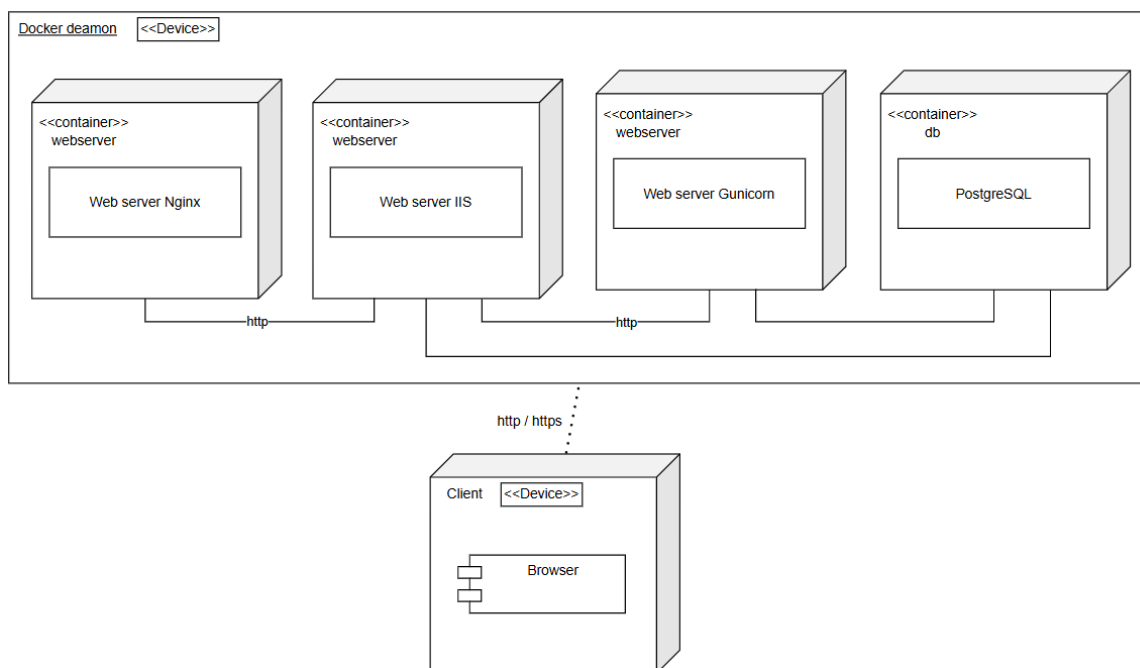 Docker deamon <<Device>>
<<container>>
webserver
Web server Nginx
<<container>>
webserver
Web server IIS
<<container>>
webserver
Web server Gunicorn
<<container>>
db
PostgreSQL
http
http
http / https
Client <<Device>>
Browser